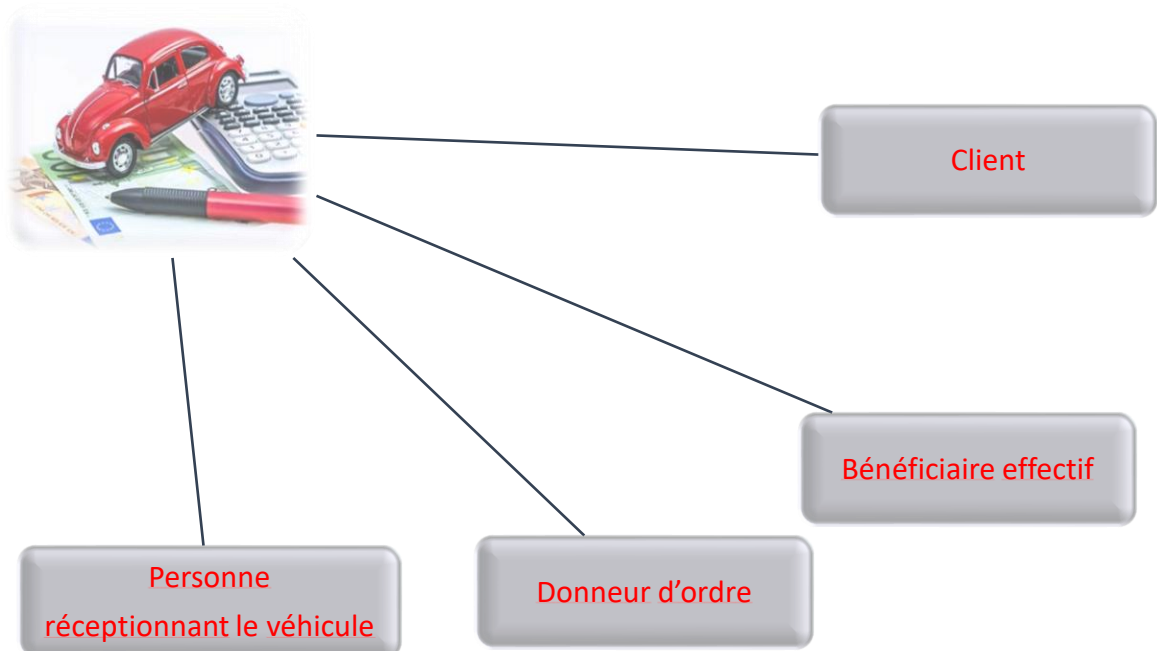 Client
Bénéficiaire effectif
Donneur d’ordre
Personne
réceptionnant le véhicule